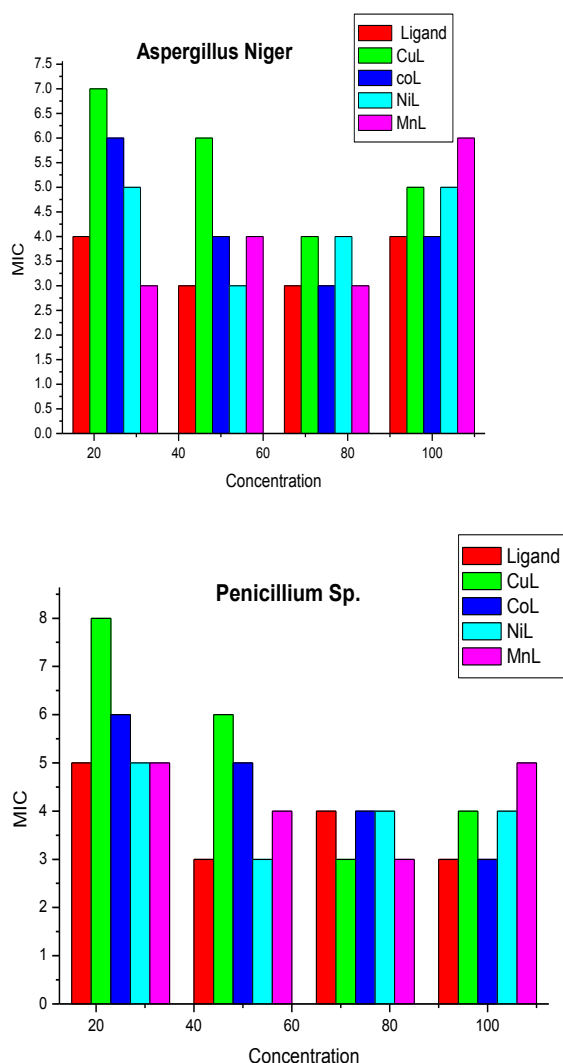 Aspergillus Niger
Ligand
CuL
coL
NiL
MnL
7.5
7.0
6.5
6.0
5.5
5.0
4.5
4.0
3.5
3.0
2.5
2.0
1.5
1.0
0.5
0.0
MIC
20 40 60 80 100
Concentration
Penicillium Sp.
Ligand
CuL
CoL
NiL
MnL
8
7
6
5
4
3
2
1
0
MIC
20 40 60 80 100
Concentration